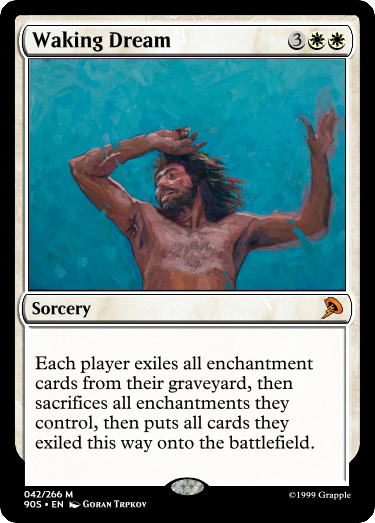 Waking Dream 3
Sorcery
Each player exiles all enchantment
cards from their graveyard, then
sacrifices all enchantments they
control, then puts all cards they
exiled this way onto the battlefield.
042/266 M
90S • EN Goran Trpkov
©1999 Grapple